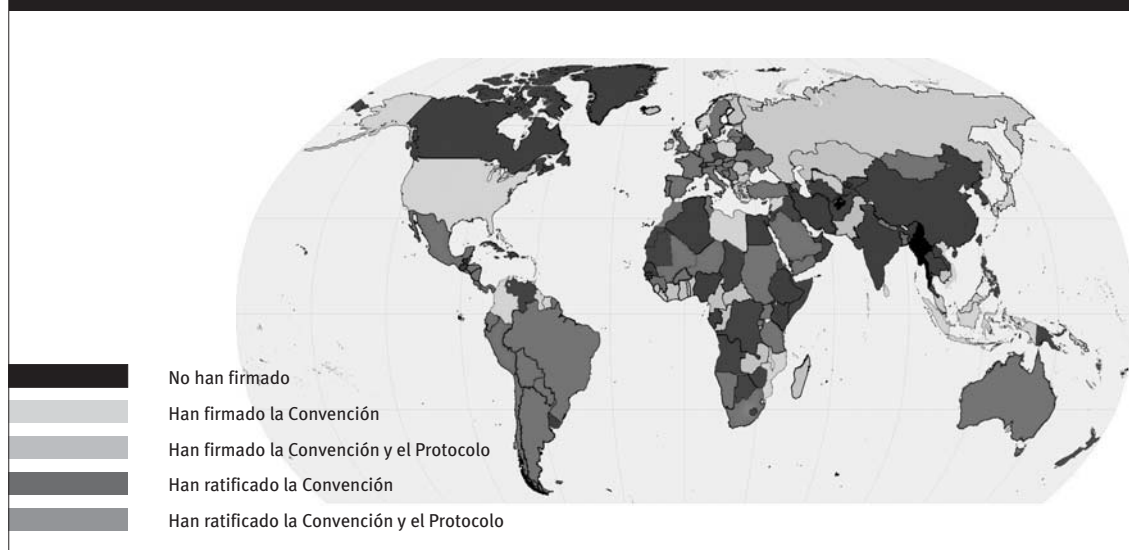 No han firmado
Han firmado la Convención
Han firmado la Convención y el Protocolo
Han ratificado la Convención
Han ratificado la Convención y el Protocolo